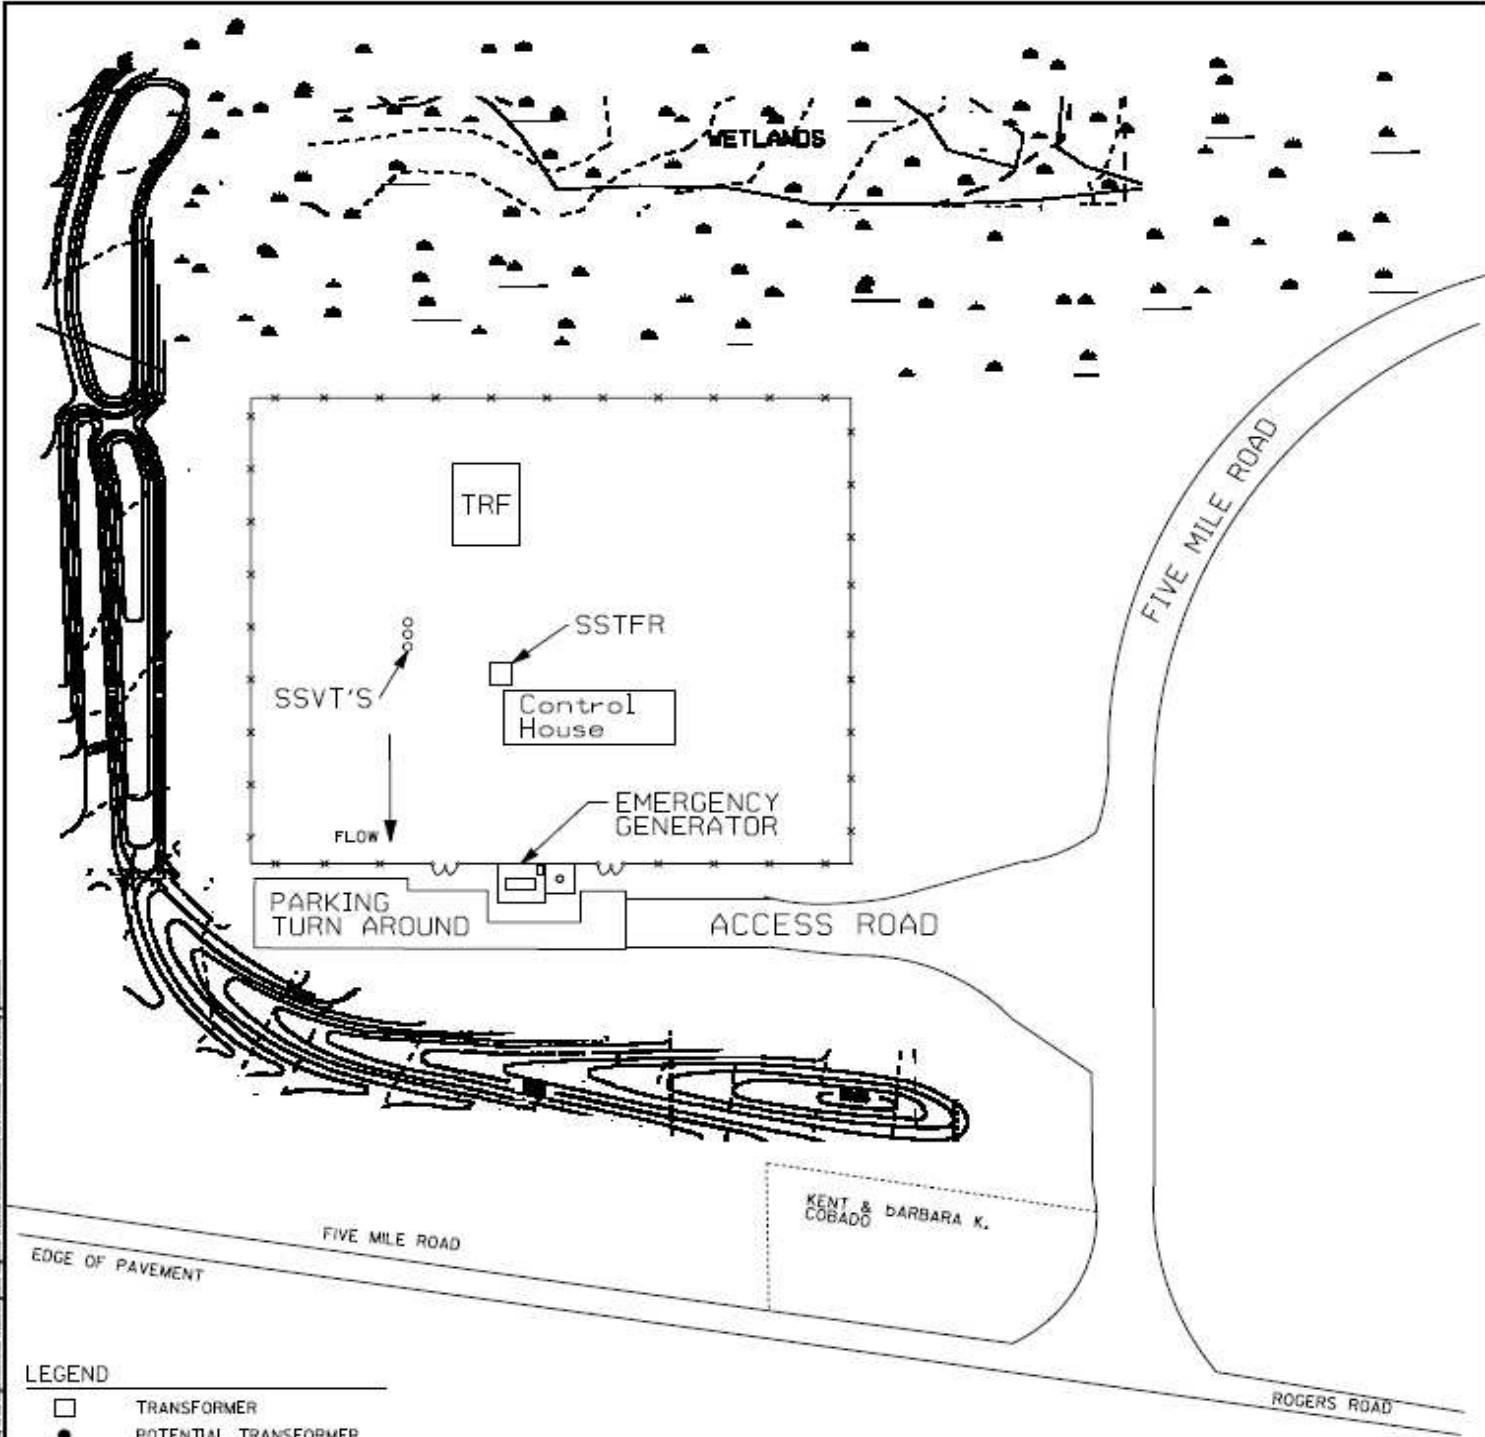 WETLANDS
FIVE MILE ROAD
TRF
SSTFR
SSVT'S
Control
House
EMERGENCY
GENERATOR
FLOW
PARKING
TURN AROUND
ACCESS ROAD
KENT & BARBARA K.
COBADO
FIVE MILE ROAD
EDGE OF PAVEMENT
ROGERS ROAD
LEGEND
TRANSFORMER
POTENTIAL TRANSFORMER